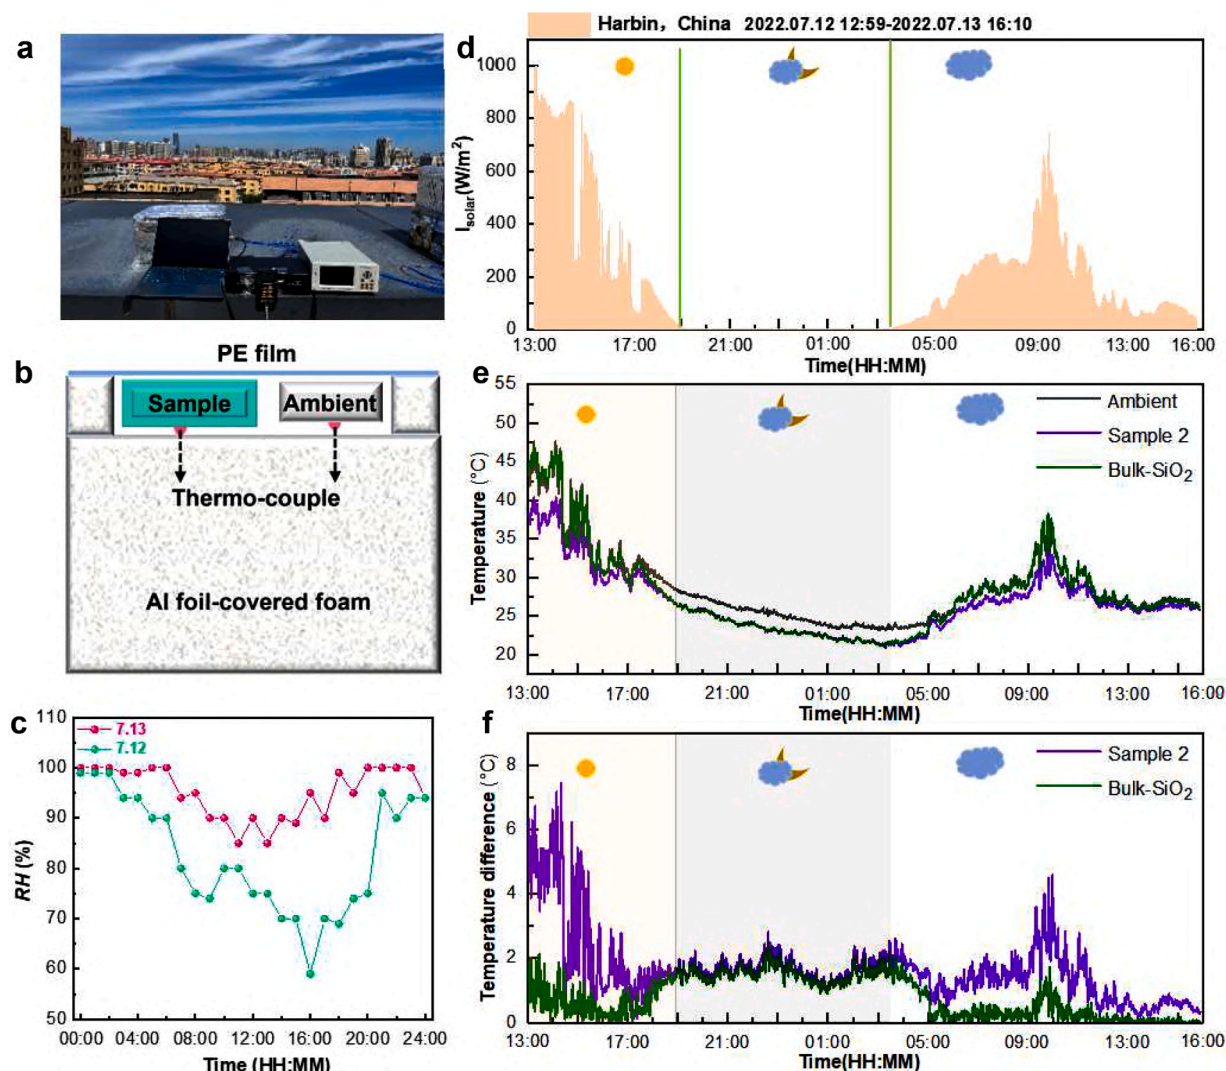 a
b
PE film
Sample
Ambient
Thermo-couple
Al foil-covered foam
c
110
100
90
80
70
60
50
RH (%)
7.13
7.12
00:00 04:00 08:00 12:00 16:00 20:00 24:00
Time (HH:MM)
d
Harbin, China 2022.07.12 12:59-2022.07.13 16:10
1000
800
600
400
200
0
Isolar(W/m²)
13:00 17:00 21:00 01:00 05:00 09:00 13:00 16:00
Time(HH:MM)
e
55
50
45
40
35
30
25
20
Temperature (°C)
Ambient
Sample 2
Bulk-SiO₂
13:00 17:00 21:00 01:00 05:00 09:00 13:00 16:00
Time(HH:MM)
f
8
6
4
2
0
Temperature difference (°C)
Sample 2
Bulk-SiO₂
13:00 17:00 21:00 01:00 05:00 09:00 13:00 16:00
Time(HH:MM)